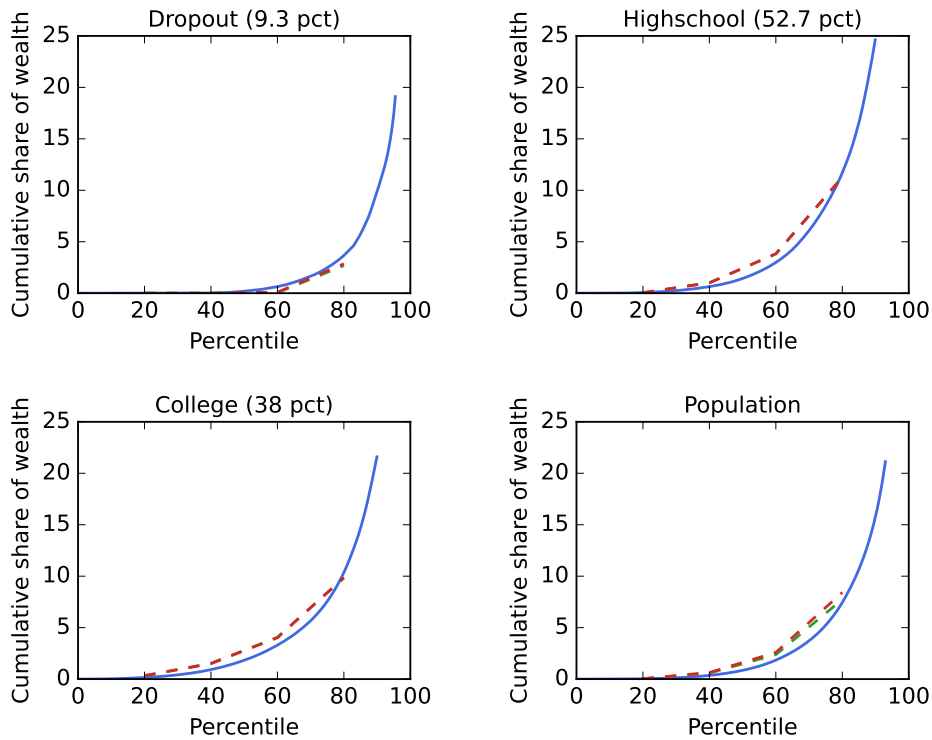 Dropout (9.3 pct)
Cumulative share of wealth
25
20
15
10
5
0
0 20 40 60 80 100
Percentile
Highschool (52.7 pct)
Cumulative share of wealth
25
20
15
10
5
0
0 20 40 60 80 100
Percentile
College (38 pct)
Cumulative share of wealth
25
20
15
10
5
0
0 20 40 60 80 100
Percentile
Population
Cumulative share of wealth
25
20
15
10
5
0
0 20 40 60 80 100
Percentile